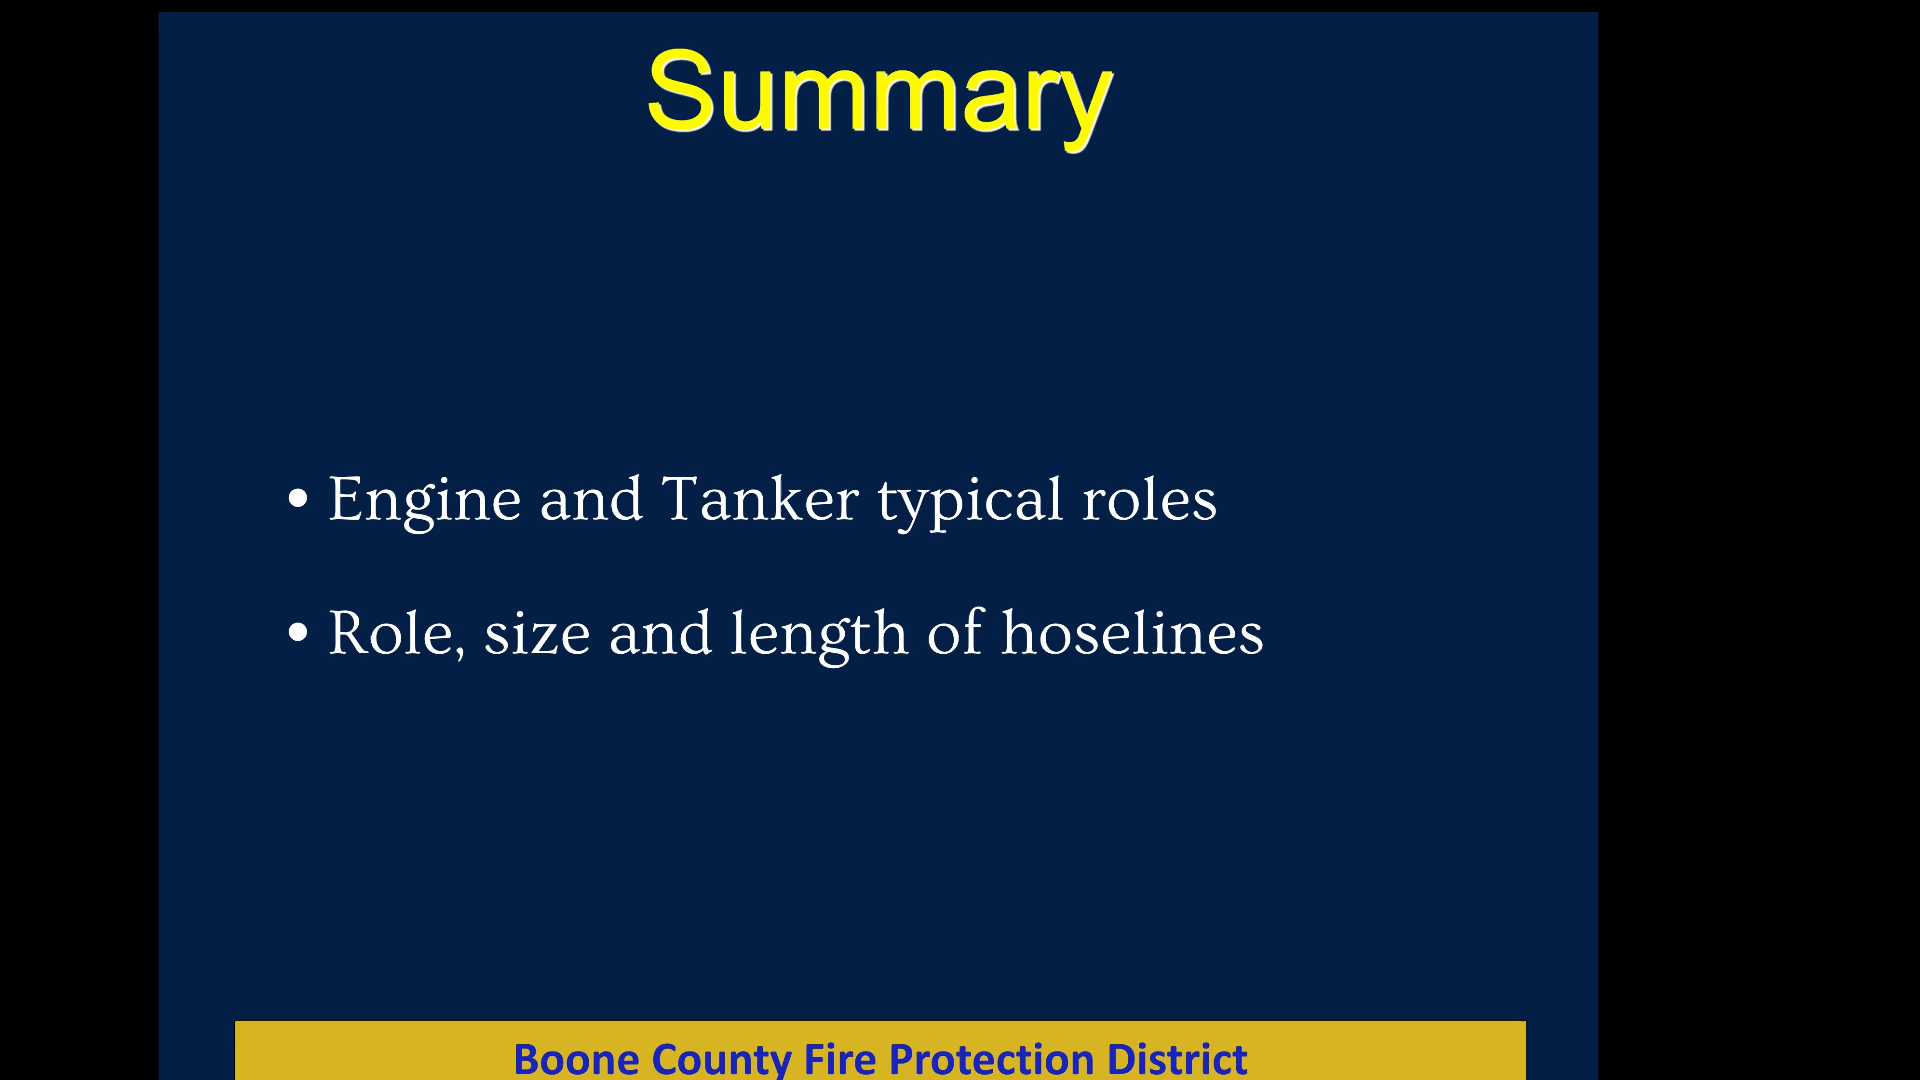 Summary
• Engine and Tanker typical roles
• Role, size and length of hoselines
Boone County Fire Protection District